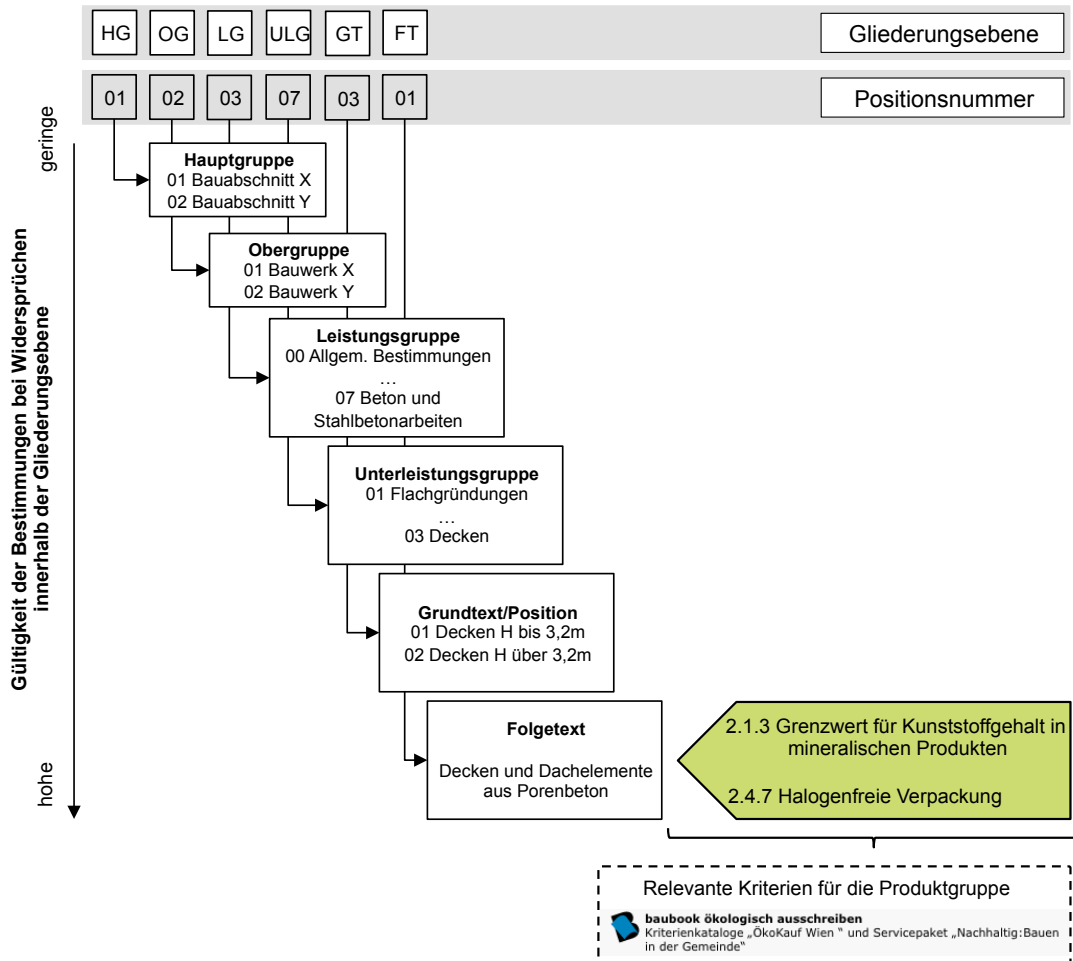 HG OG LG ULG GT FT Gliederungsebene
01 02 03 07 03 01 Positionsnummer
geringe
Gültigkeit der Bestimmungen bei Widersprüchen
innerhalb der Gliederungsebene
hohe
Hauptgruppe
01 Bauabschnitt X
02 Bauabschnitt Y
Obergruppe
01 Bauwerk X
02 Bauwerk Y
Leistungsgruppe
00 Allgem. Bestimmungen
…
07 Beton und
Stahlbetonarbeiten
Unterleistungsgruppe
01 Flachgründungen
…
03 Decken
Grundtext/Position
01 Decken H bis 3,2m
02 Decken H über 3,2m
Folgetext
Decken und Dachelemente
aus Porenbeton
2.1.3 Grenzwert für Kunststoffgehalt in
mineralischen Produkten
2.4.7 Halogenfreie Verpackung
Relevante Kriterien für die Produktgruppe
baubook ökologisch ausschreiben
Kriterienkataloge „ÖkoKauf Wien “ und Servicepaket „Nachhaltig:Bauen
in der Gemeinde“